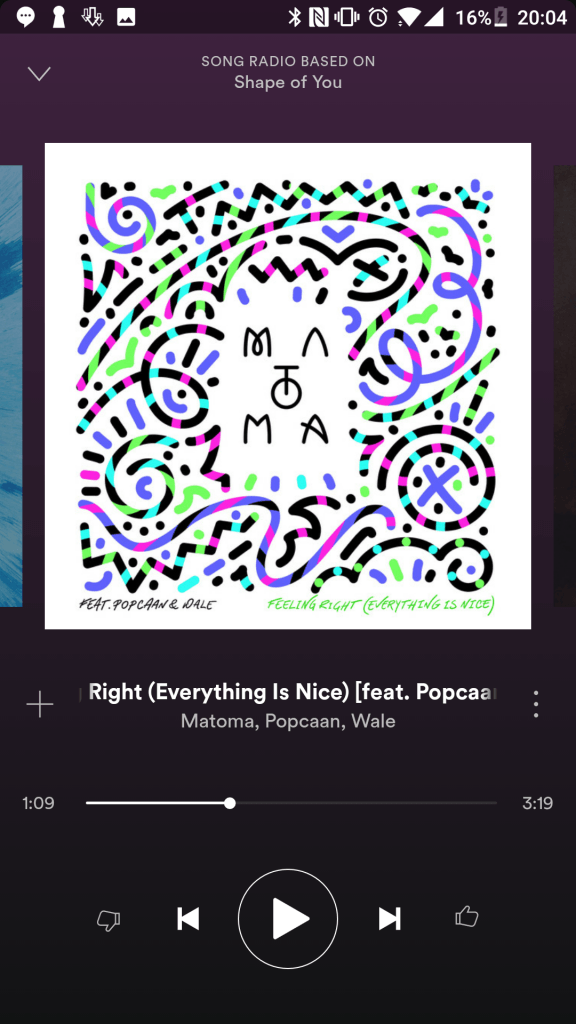 16% 20:04
SONG RADIO BASED ON
Shape of You
MA
TO
MA
FEAT. POPCAAN & WALE
FEELING RIGHT (EVERYTHING IS NICE)
Right (Everything Is Nice) [feat. Popcaa
Matoma, Popcaan, Wale
1:09
3:19